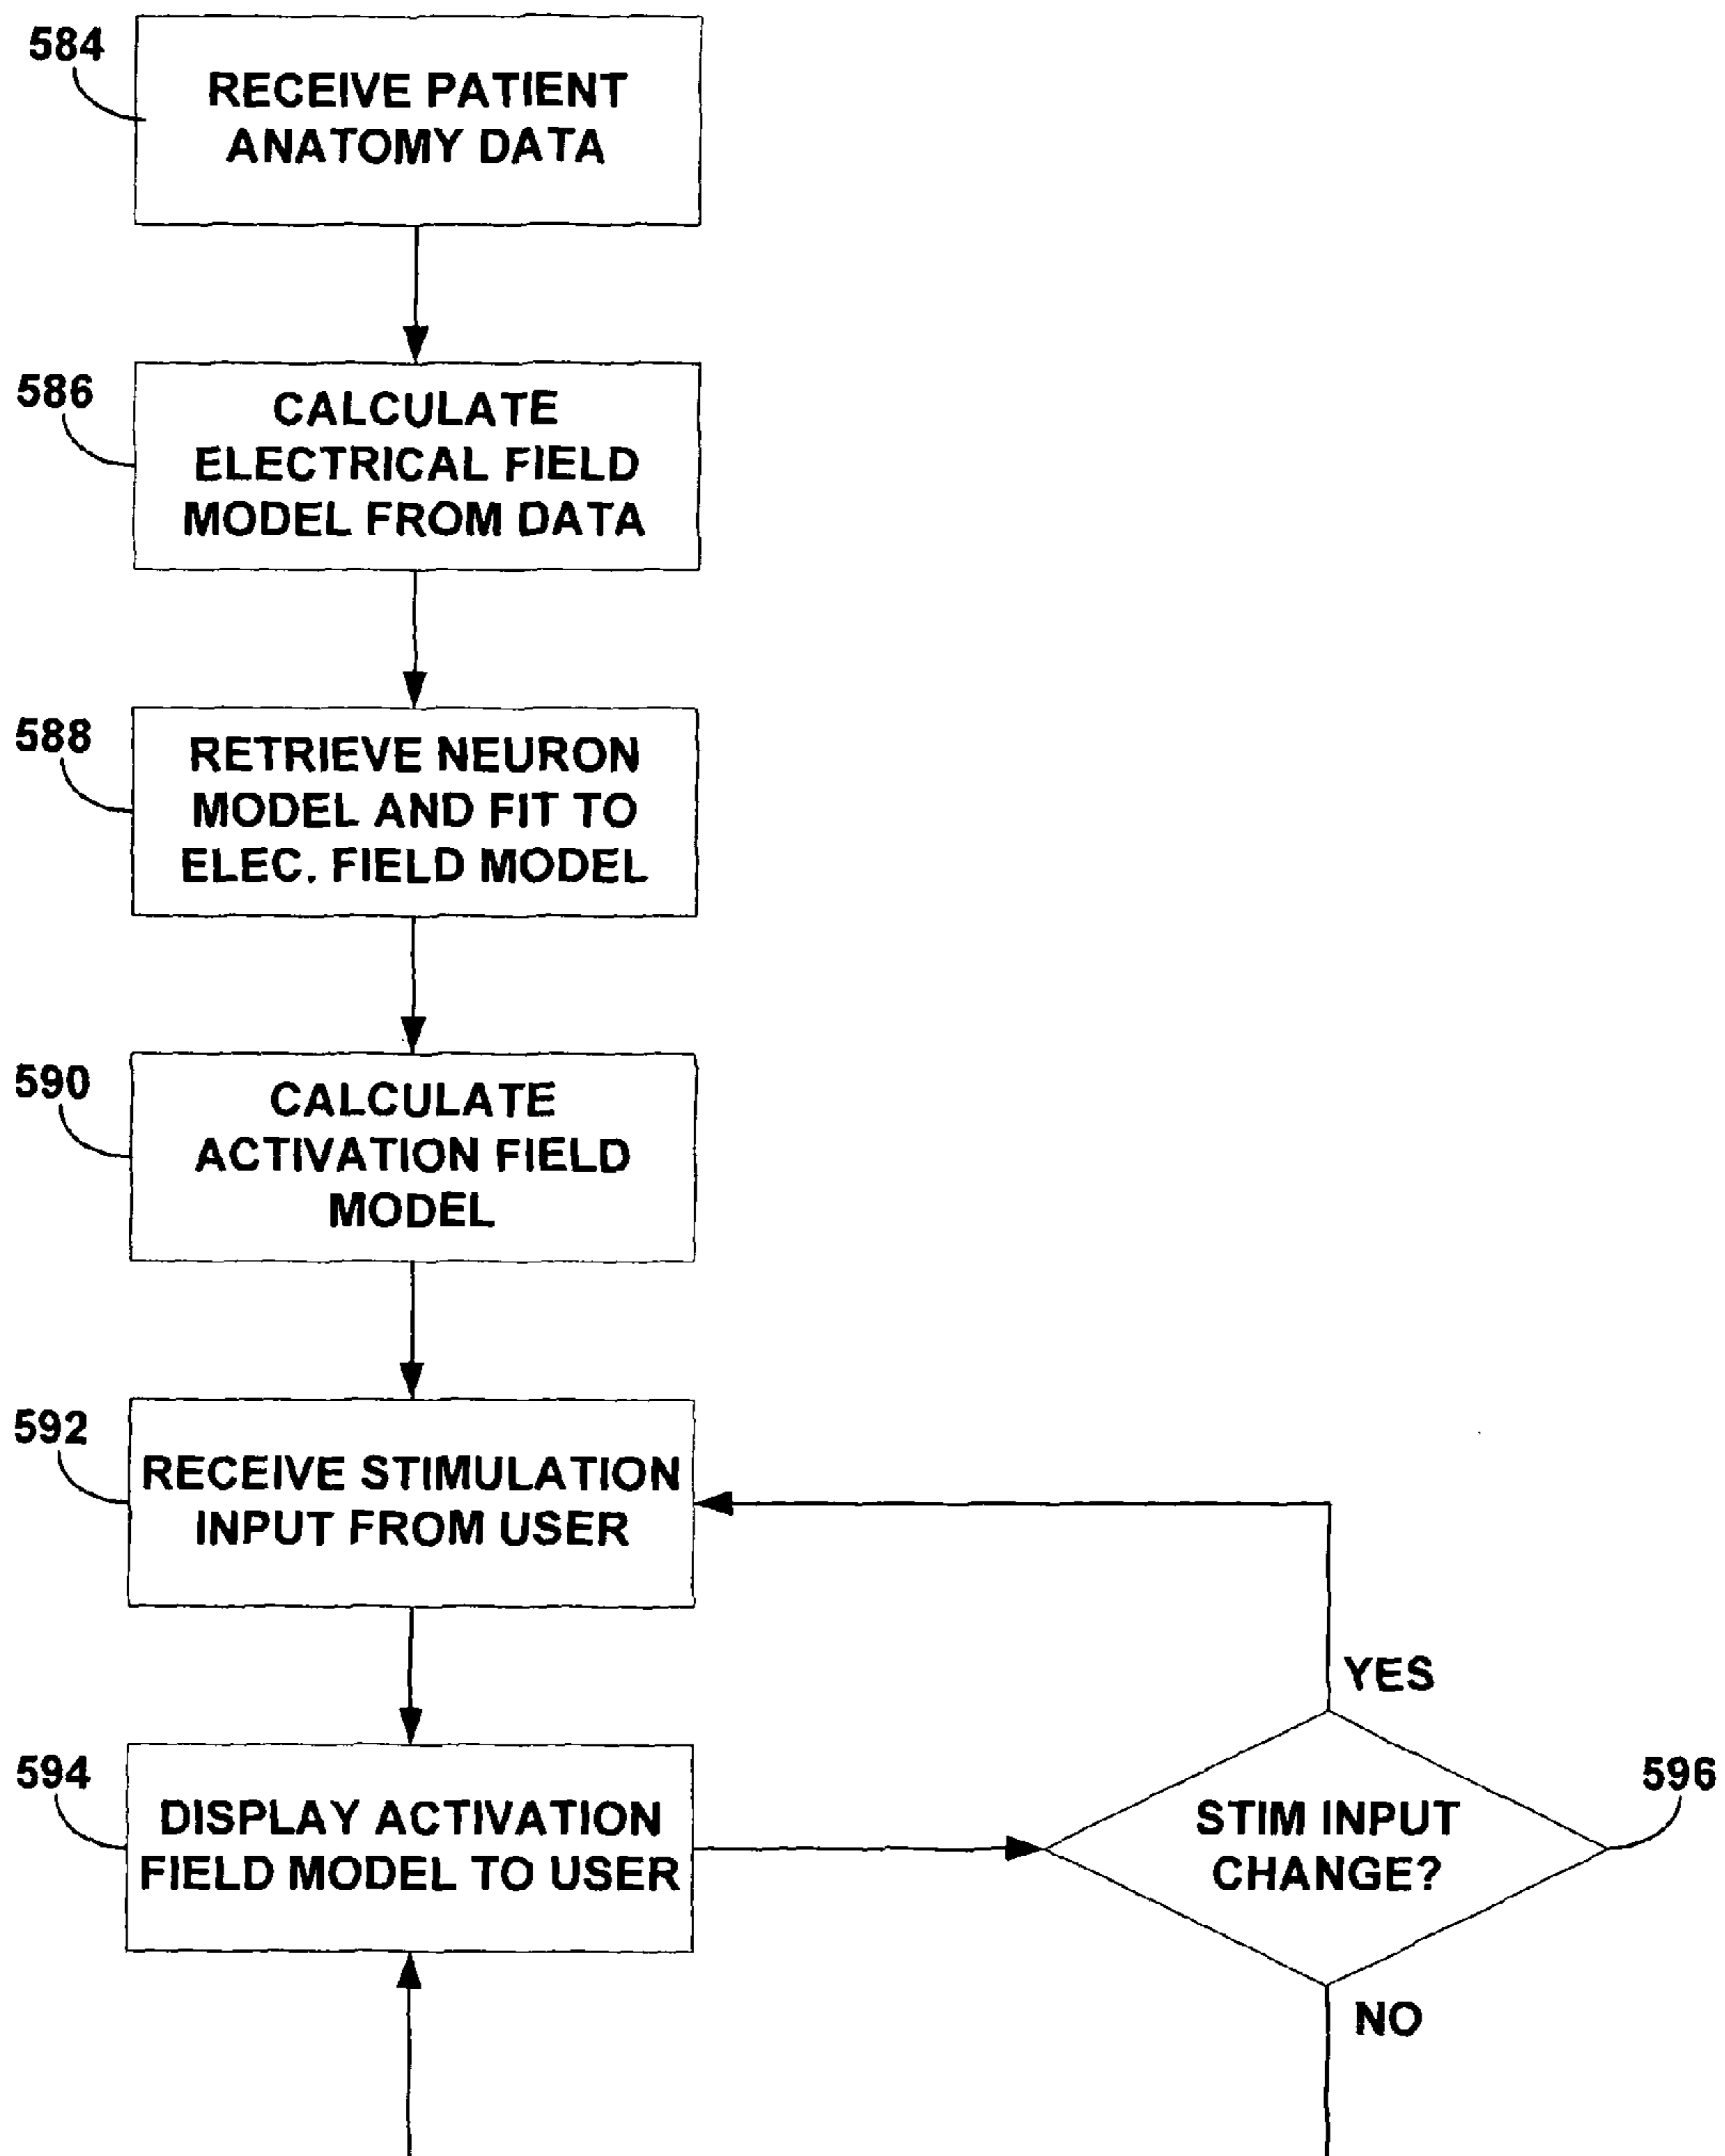 584
RECEIVE PATIENT
ANATOMY DATA
586
CALCULATE
ELECTRICAL FIELD
MODEL FROM DATA
588
RETRIEVE NEURON
MODEL AND FIT TO
ELEC. FIELD MODEL
590
CALCULATE
ACTIVATION FIELD
MODEL
592
RECEIVE STIMULATION
INPUT FROM USER
YES
594
DISPLAY ACTIVATION
FIELD MODEL TO USER
STIM INPUT
CHANGE?
596
NO